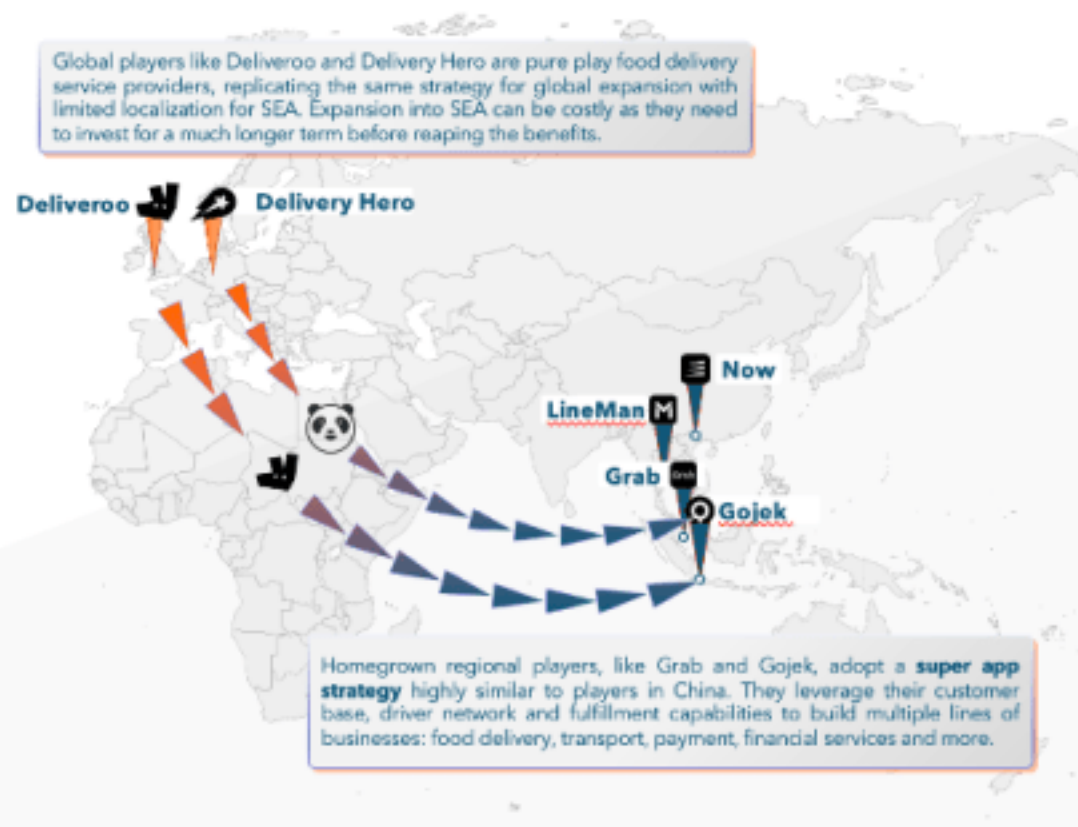 Global players like Deliveroo and Delivery Hero are pure play food delivery
service providers, replicating the same strategy for global expansion with
limited localization for SEA. Expansion into SEA can be costly as they need
to invest for a much longer term before reaping the benefits.
Deliveroo
Delivery Hero
Now
LineMan
M
Grab
Grab
Gojek
Homegrown regional players, like Grab and Gojek, adopt a super app
strategy highly similar to players in China. They leverage their customer
base, driver network and fulfillment capabilities to build multiple lines of
businesses: food delivery, transport, payment, financial services and more.